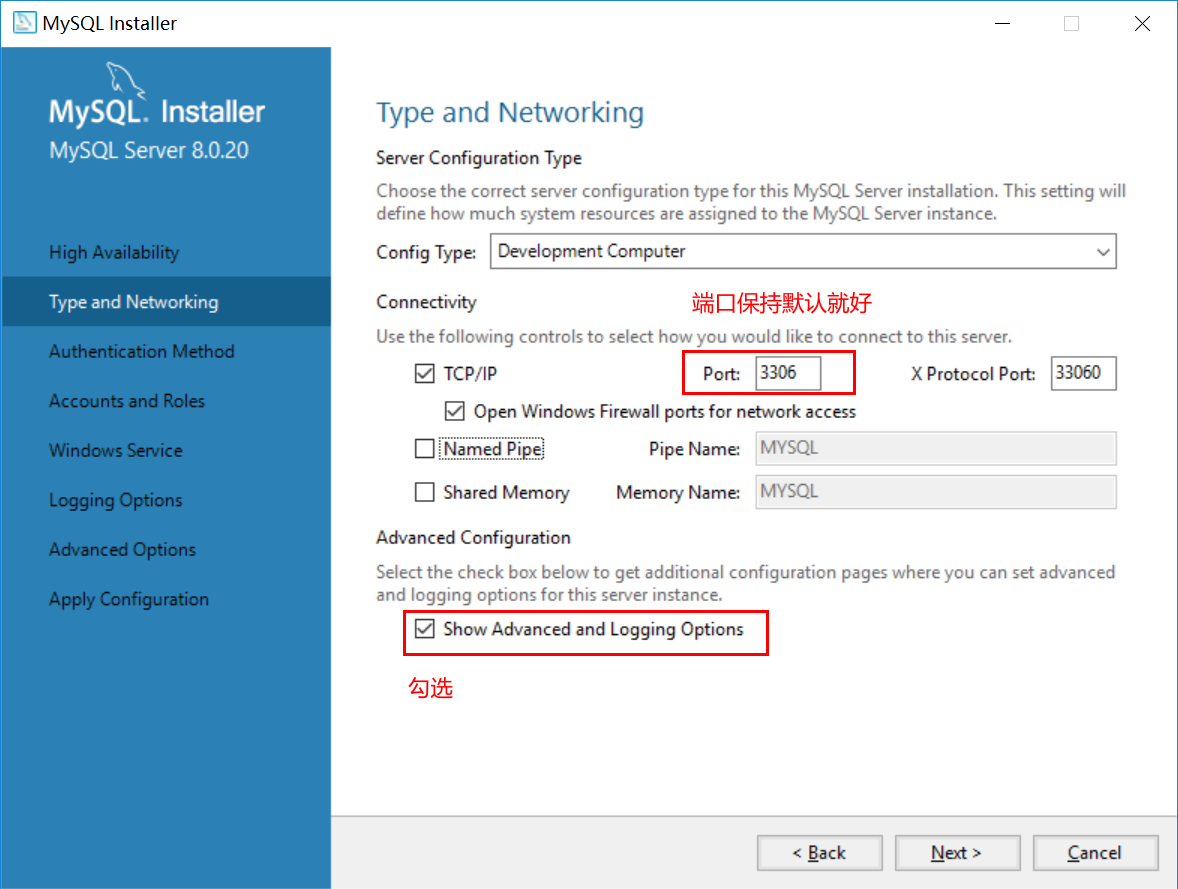 MySQL Installer
MySQL. Installer
MySQL Server 8.0.20
High Availability
Type and Networking
Authentication Method
Accounts and Roles
Windows Service
Logging Options
Advanced Options
Apply Configuration
Type and Networking
Server Configuration Type
Choose the correct server configuration type for this MySQL Server installation. This setting will
define how much system resources are assigned to the MySQL Server instance.
Config Type: Development Computer
Connectivity
端口保持默认就好
Use the following controls to select how you would like to connect to this server.
TCP/IP Port: 3306 X Protocol Port: 33060
Open Windows Firewall ports for network access
Named Pipe Pipe Name: MYSQL
Shared Memory Memory Name: MYSQL
Advanced Configuration
Select the check box below to get additional configuration pages where you can set advanced
and logging options for this server instance.
Show Advanced and Logging Options
勾选
< Back Next > Cancel